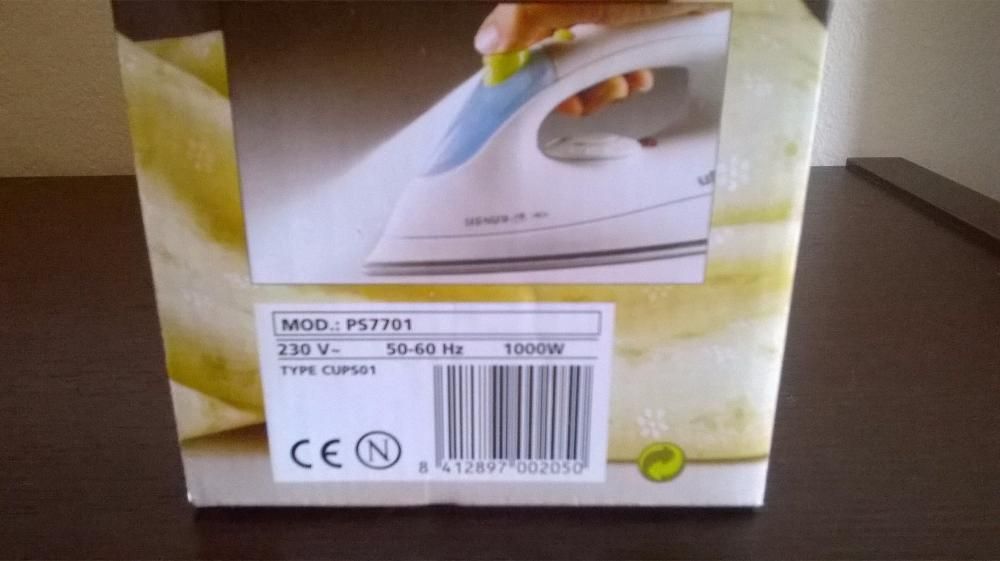 MOD.: PS7701
230 V~ 50-60 Hz 1000W
TYPE CUPS01
CE N
8 412897 002050